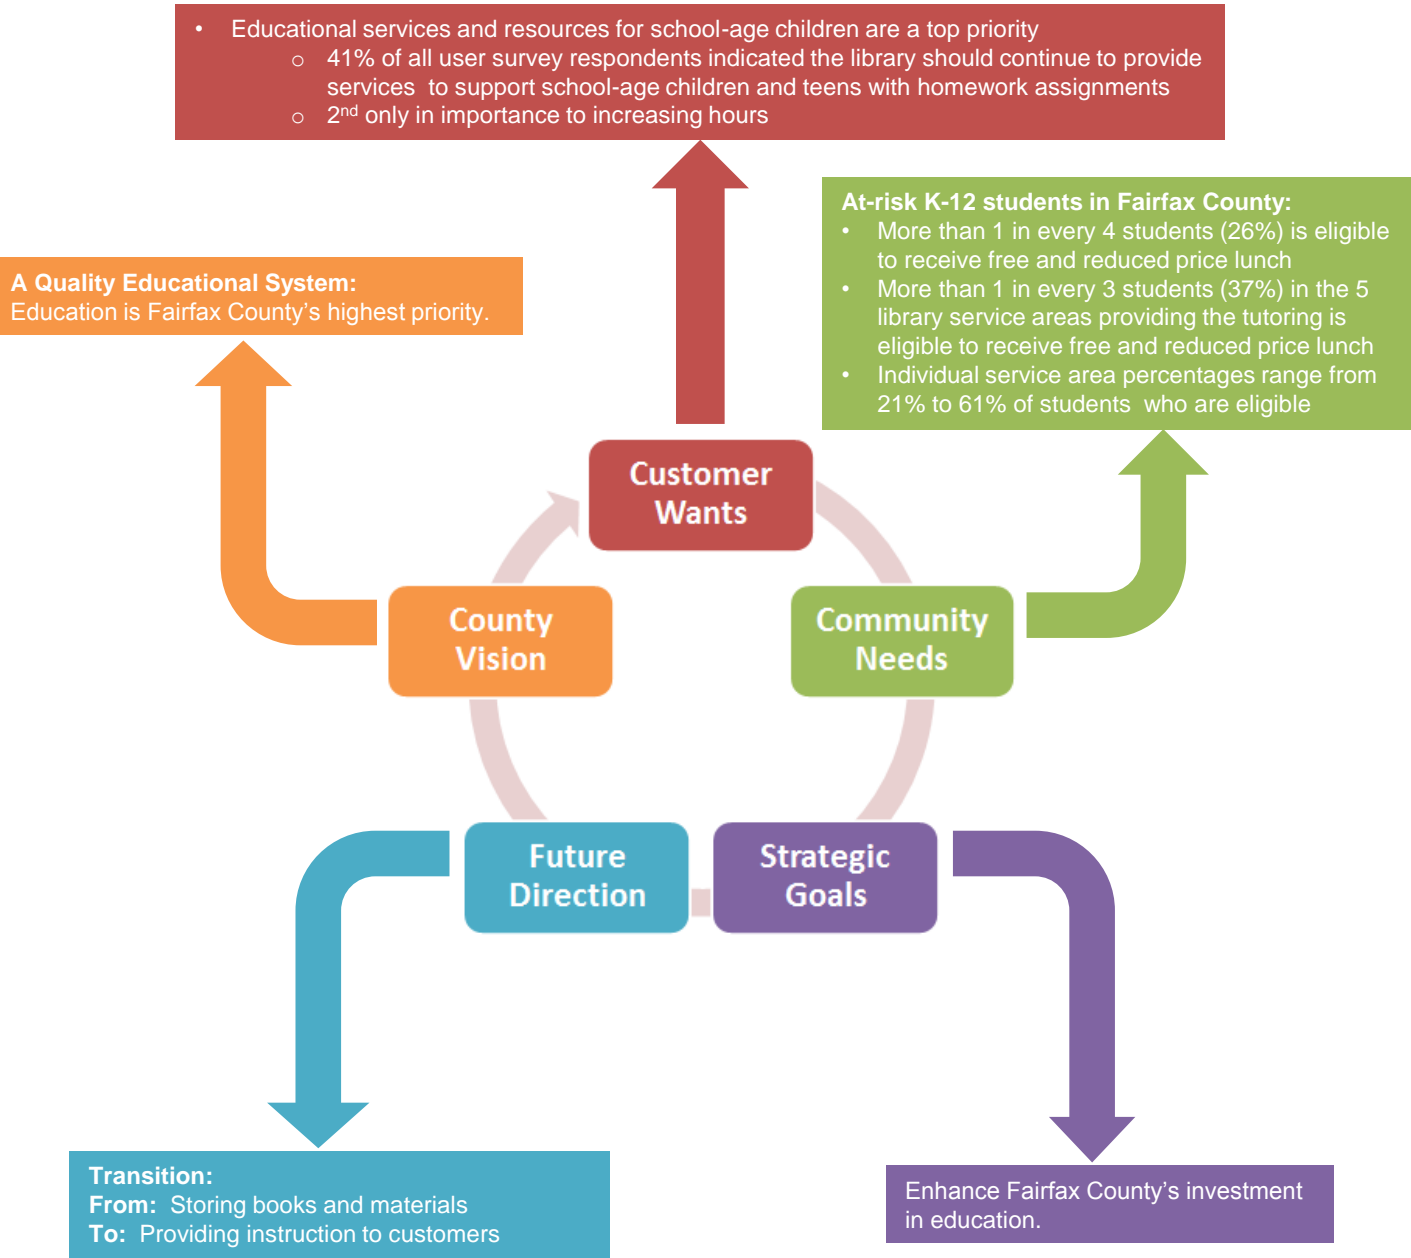 • Educational services and resources for school-age children are a top priority
o 41% of all user survey respondents indicated the library should continue to provide
services to support school-age children and teens with homework assignments
o 2nd only in importance to increasing hours
At-risk K-12 students in Fairfax County:
• More than 1 in every 4 students (26%) is eligible
to receive free and reduced price lunch
• More than 1 in every 3 students (37%) in the 5
library service areas providing the tutoring is
eligible to receive free and reduced price lunch
• Individual service area percentages range from
21% to 61% of students who are eligible
A Quality Educational System:
Education is Fairfax County’s highest priority.
Customer
Wants
County
Vision
Community
Needs
Future
Direction
Strategic
Goals
Transition:
From: Storing books and materials
To: Providing instruction to customers
Enhance Fairfax County’s investment
in education.